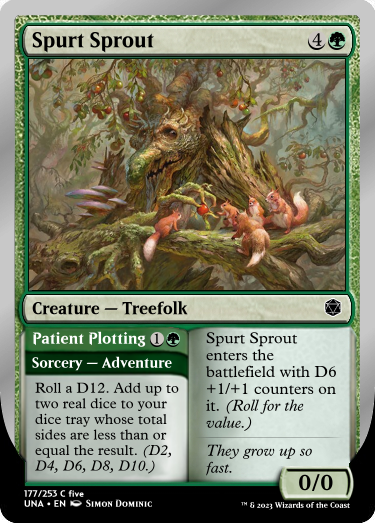 Spurt Sprout 4
Creature — Treefolk
Patient Plotting 1
Sorcery — Adventure
Roll a D12. Add up to
two real dice to your
dice tray whose total
sides are less than or
equal the result. (D2,
D4, D6, D8, D10.)
Spurt Sprout
enters the
battlefield with D6
+1/+1 counters on
it. (Roll for the
value.)
They grow up so
fast.
0/0
177/253 C five
UNA • EN Simon Dominic
™ & © 2023 Wizards of the Coast